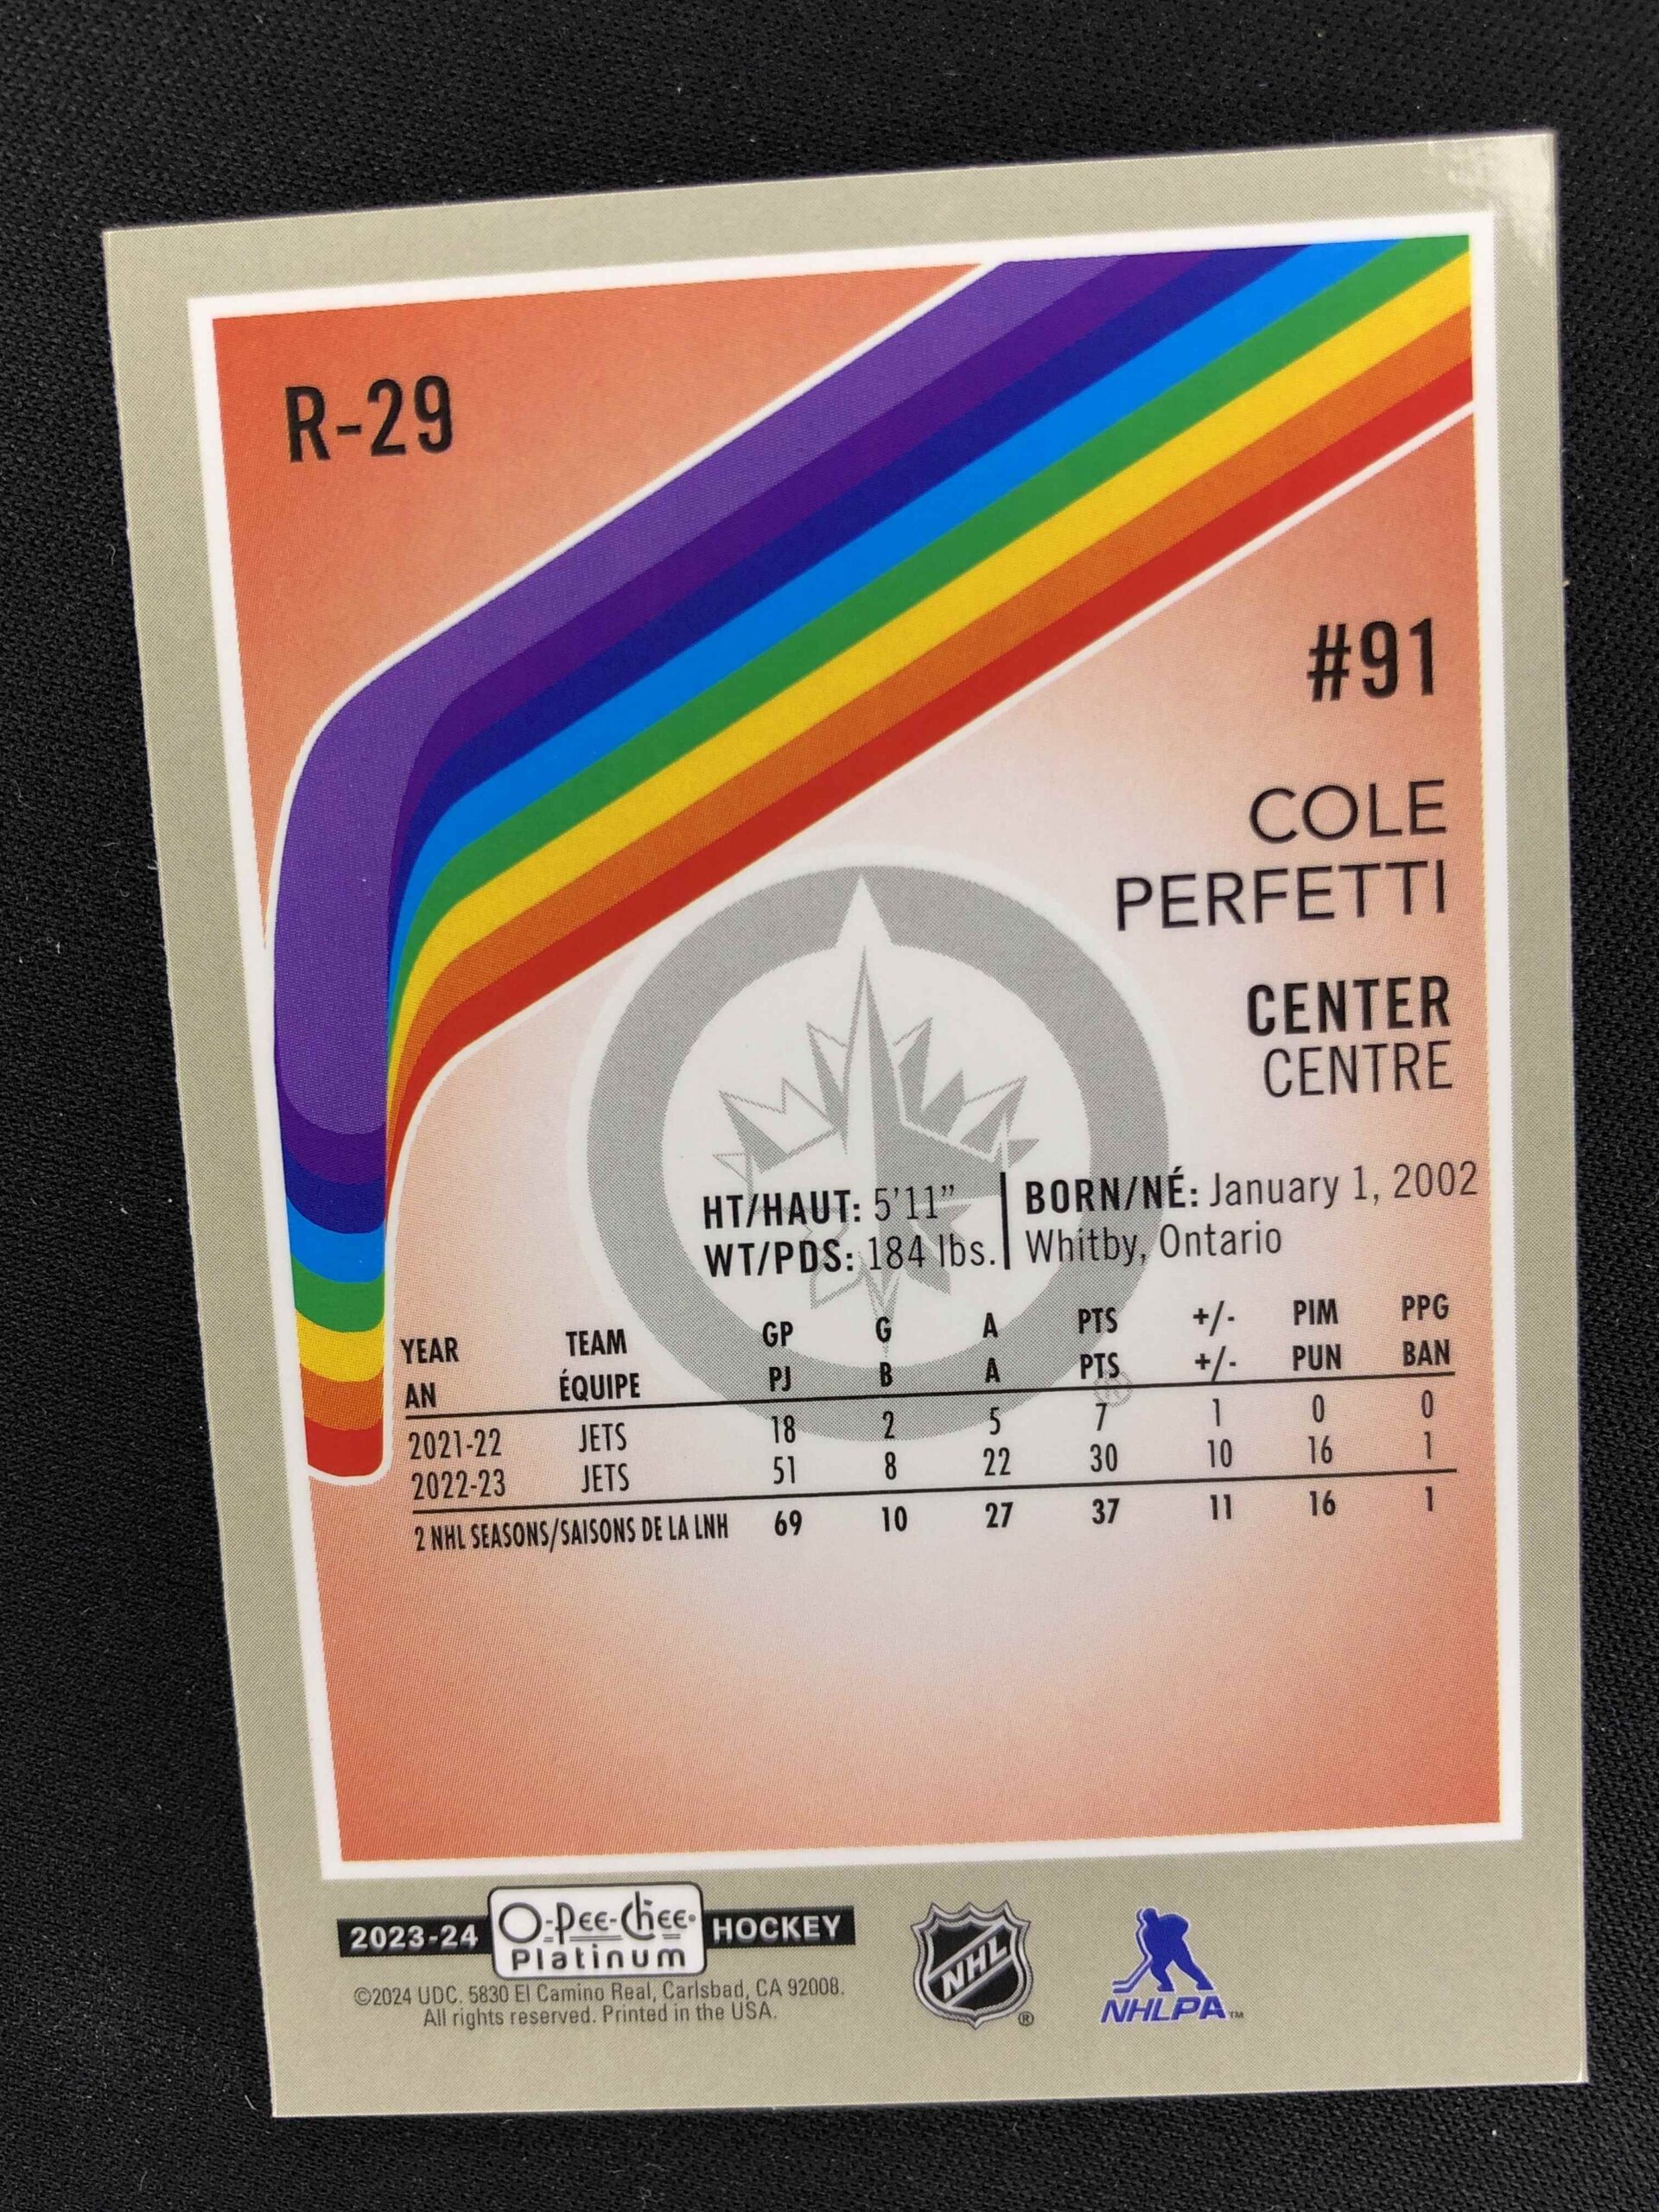 R-29
#91
COLE
PERFETTI
CENTER
CENTRE
HT/HAUT: 5'11" BORN/NÉ: January 1, 2002
WT/PDS: 184 lbs. Whitby, Ontario
YEAR TEAM GP G A PTS +/- PIM PPG
AN ÉQUIPE PJ B A PTS +/- PUN BAN
2021-22 JETS 18 2 5 7 1 0 0
2022-23 JETS 51 8 22 30 10 16 1
2 NHL SEASONS/SAISONS DE LA LNH 69 10 27 37 11 16 1
2023-24 O-Pee-Chee HOCKEY
Platinum
©2024 UDC. 5830 El Camino Real, Carlsbad, CA 92008.
All rights reserved. Printed in the USA.
NHL ®
NHLPA™